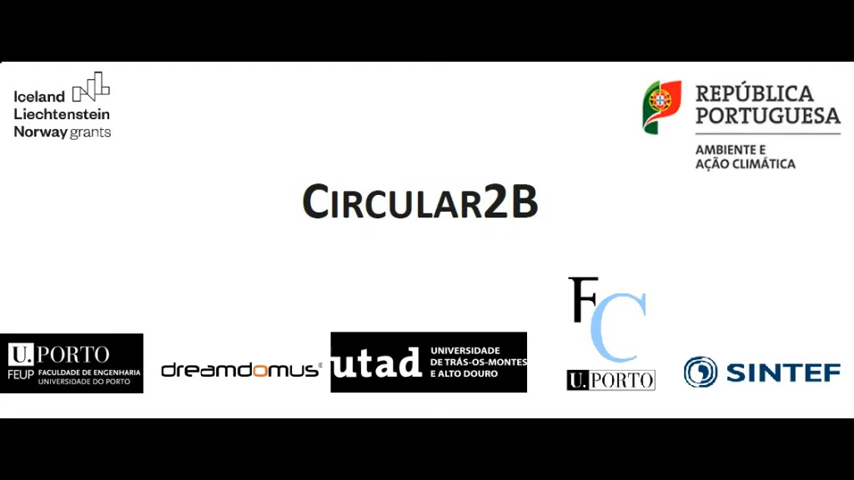 Iceland
Liechtenstein
Norway grants
REPÚBLICA
PORTUGUESA
AMBIENTE E
AÇÃO CLIMÁTICA
CIRCULAR2B
U.PORTO
FEUP FACULDADE DE ENGENHARIA
UNIVERSIDADE DO PORTO
dreamdomus
utad
UNIVERSIDADE
DE TRÁS-OS-MONTES
E ALTO DOURO
FC
U.PORTO
SINTEF